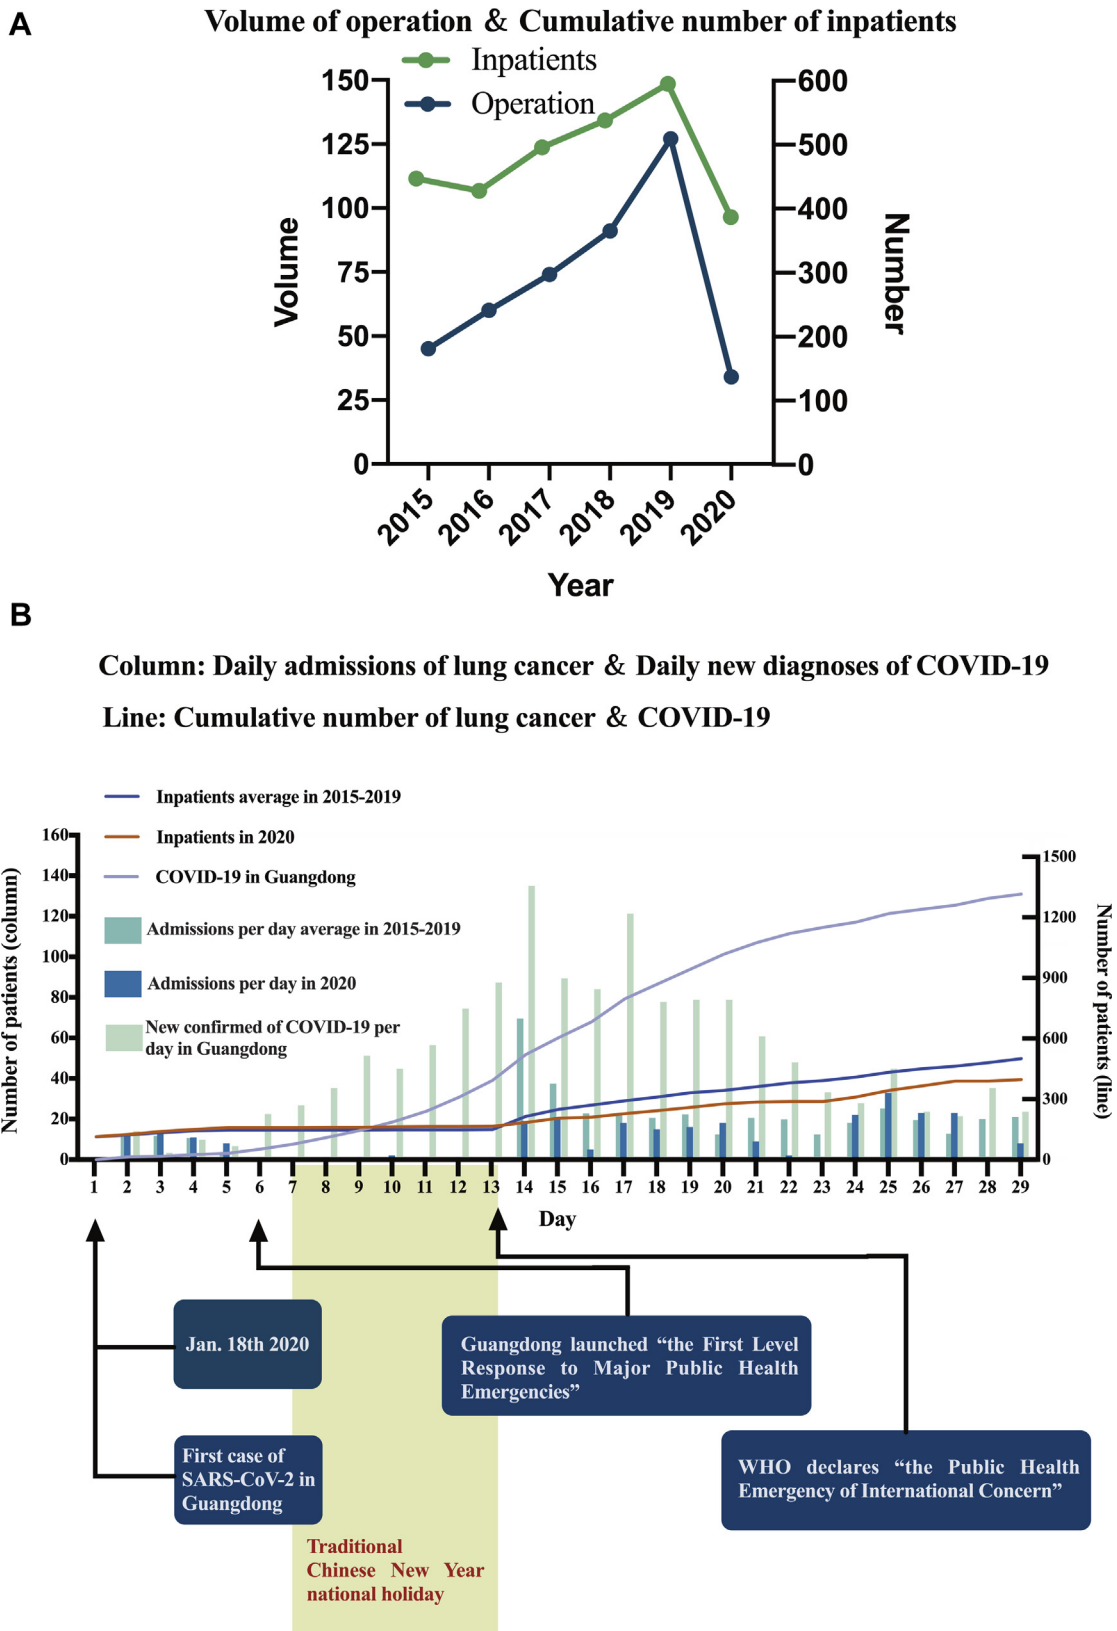 A
Volume of operation & Cumulative number of inpatients
Inpatients
Operation
150
125
100
75
50
25
0
Volume
600
500
400
300
200
100
0
Number
2015 2016 2017 2018 2019 2020
Year
B
Column: Daily admissions of lung cancer & Daily new diagnoses of COVID-19
Line: Cumulative number of lung cancer & COVID-19
Inpatients average in 2015-2019
Inpatients in 2020
COVID-19 in Guangdong
Admissions per day average in 2015-2019
Admissions per day in 2020
New confirmed of COVID-19 per
day in Guangdong
160
140
120
100
80
60
40
20
0
Number of patients (column)
1500
1200
900
600
300
0
Number of patients (line)
1 2 3 4 5 6 7 8 9 10 11 12 13 14 15 16 17 18 19 20 21 22 23 24 25 26 27 28 29
Day
Jan. 18th 2020
First case of
SARS-CoV-2 in
Guangdong
Traditional
Chinese New Year
national holiday
Guangdong launched “the First Level
Response to Major Public Health
Emergencies”
WHO declares “the Public Health
Emergency of International Concern”